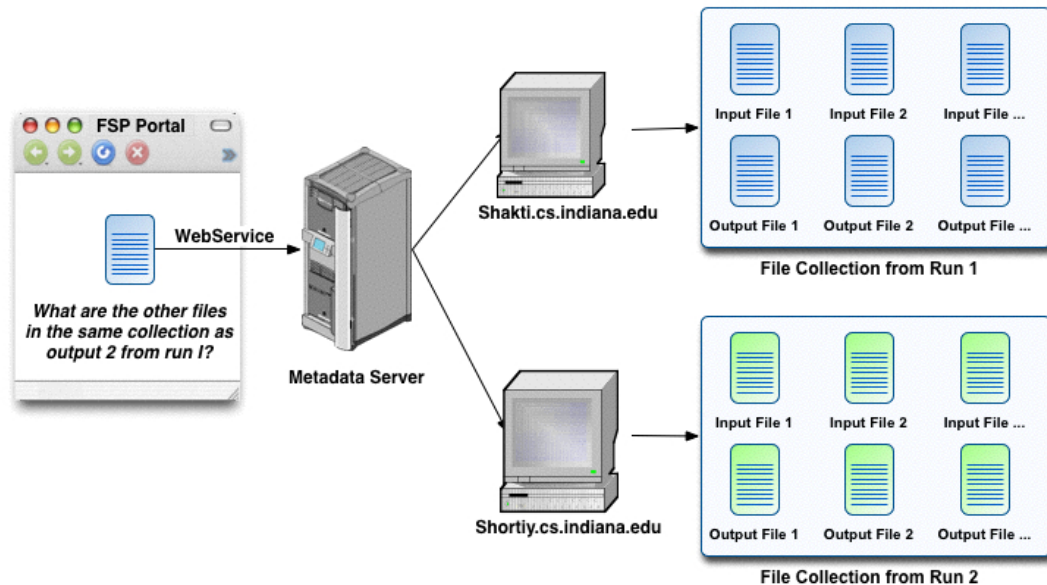 FSP Portal
WebService
What are the other files
in the same collection as
output 2 from run I?
Metadata Server
Shakti.cs.indiana.edu
Input File 1
Input File 2
Input File ...
Output File 1
Output File 2
Output File ...
File Collection from Run 1
Shortiy.cs.indiana.edu
Input File 1
Input File 2
Input File ...
Output File 1
Output File 2
Output File ...
File Collection from Run 2